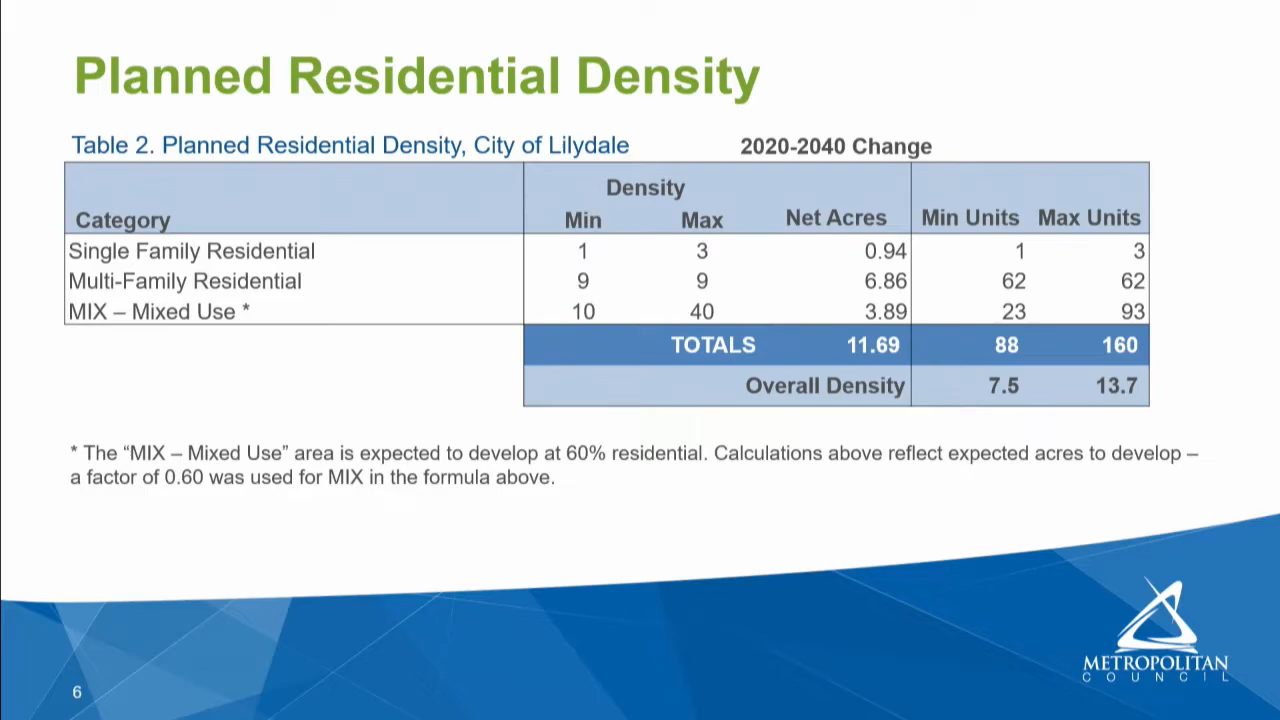 Planned Residential Density
Table 2. Planned Residential Density, City of Lilydale 2020-2040 Change
Density
Category Min Max Net Acres Min Units Max Units
Single Family Residential 1 3 0.94 1 3
Multi-Family Residential 9 9 6.86 62 62
MIX – Mixed Use * 10 40 3.89 23 93
TOTALS 11.69 88 160
Overall Density 7.5 13.7
* The “MIX – Mixed Use” area is expected to develop at 60% residential. Calculations above reflect expected acres to develop –
a factor of 0.60 was used for MIX in the formula above.
METROPOLITAN
COUNCIL
6